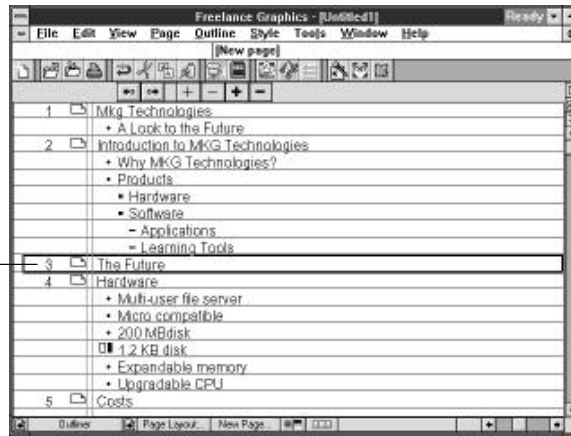 Freelance Graphics - [Untitled1] Ready
File Edit View Page Outline Style Tools Window Help
[New page]
1 Mkg Technologies
• A Look to the Future
2 Introduction to MKG Technologies
• Why MKG Technologies?
• Products
▪ Hardware
▪ Software
– Applications
– Learning Tools
3 The Future
4 Hardware
• Multi-user file server
• Micro compatible
• 200 MBdisk
1.2 KB disk
• Expandable memory
• Upgradable CPU
5 Costs
Outliner Page Layout... New Page...